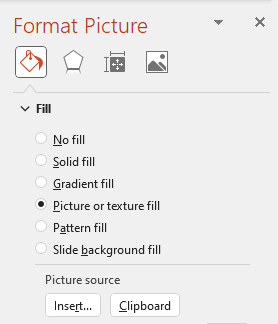 Format Picture
Fill
No fill
Solid fill
Gradient fill
Picture or texture fill
Pattern fill
Slide background fill
Picture source
Insert...
Clipboard